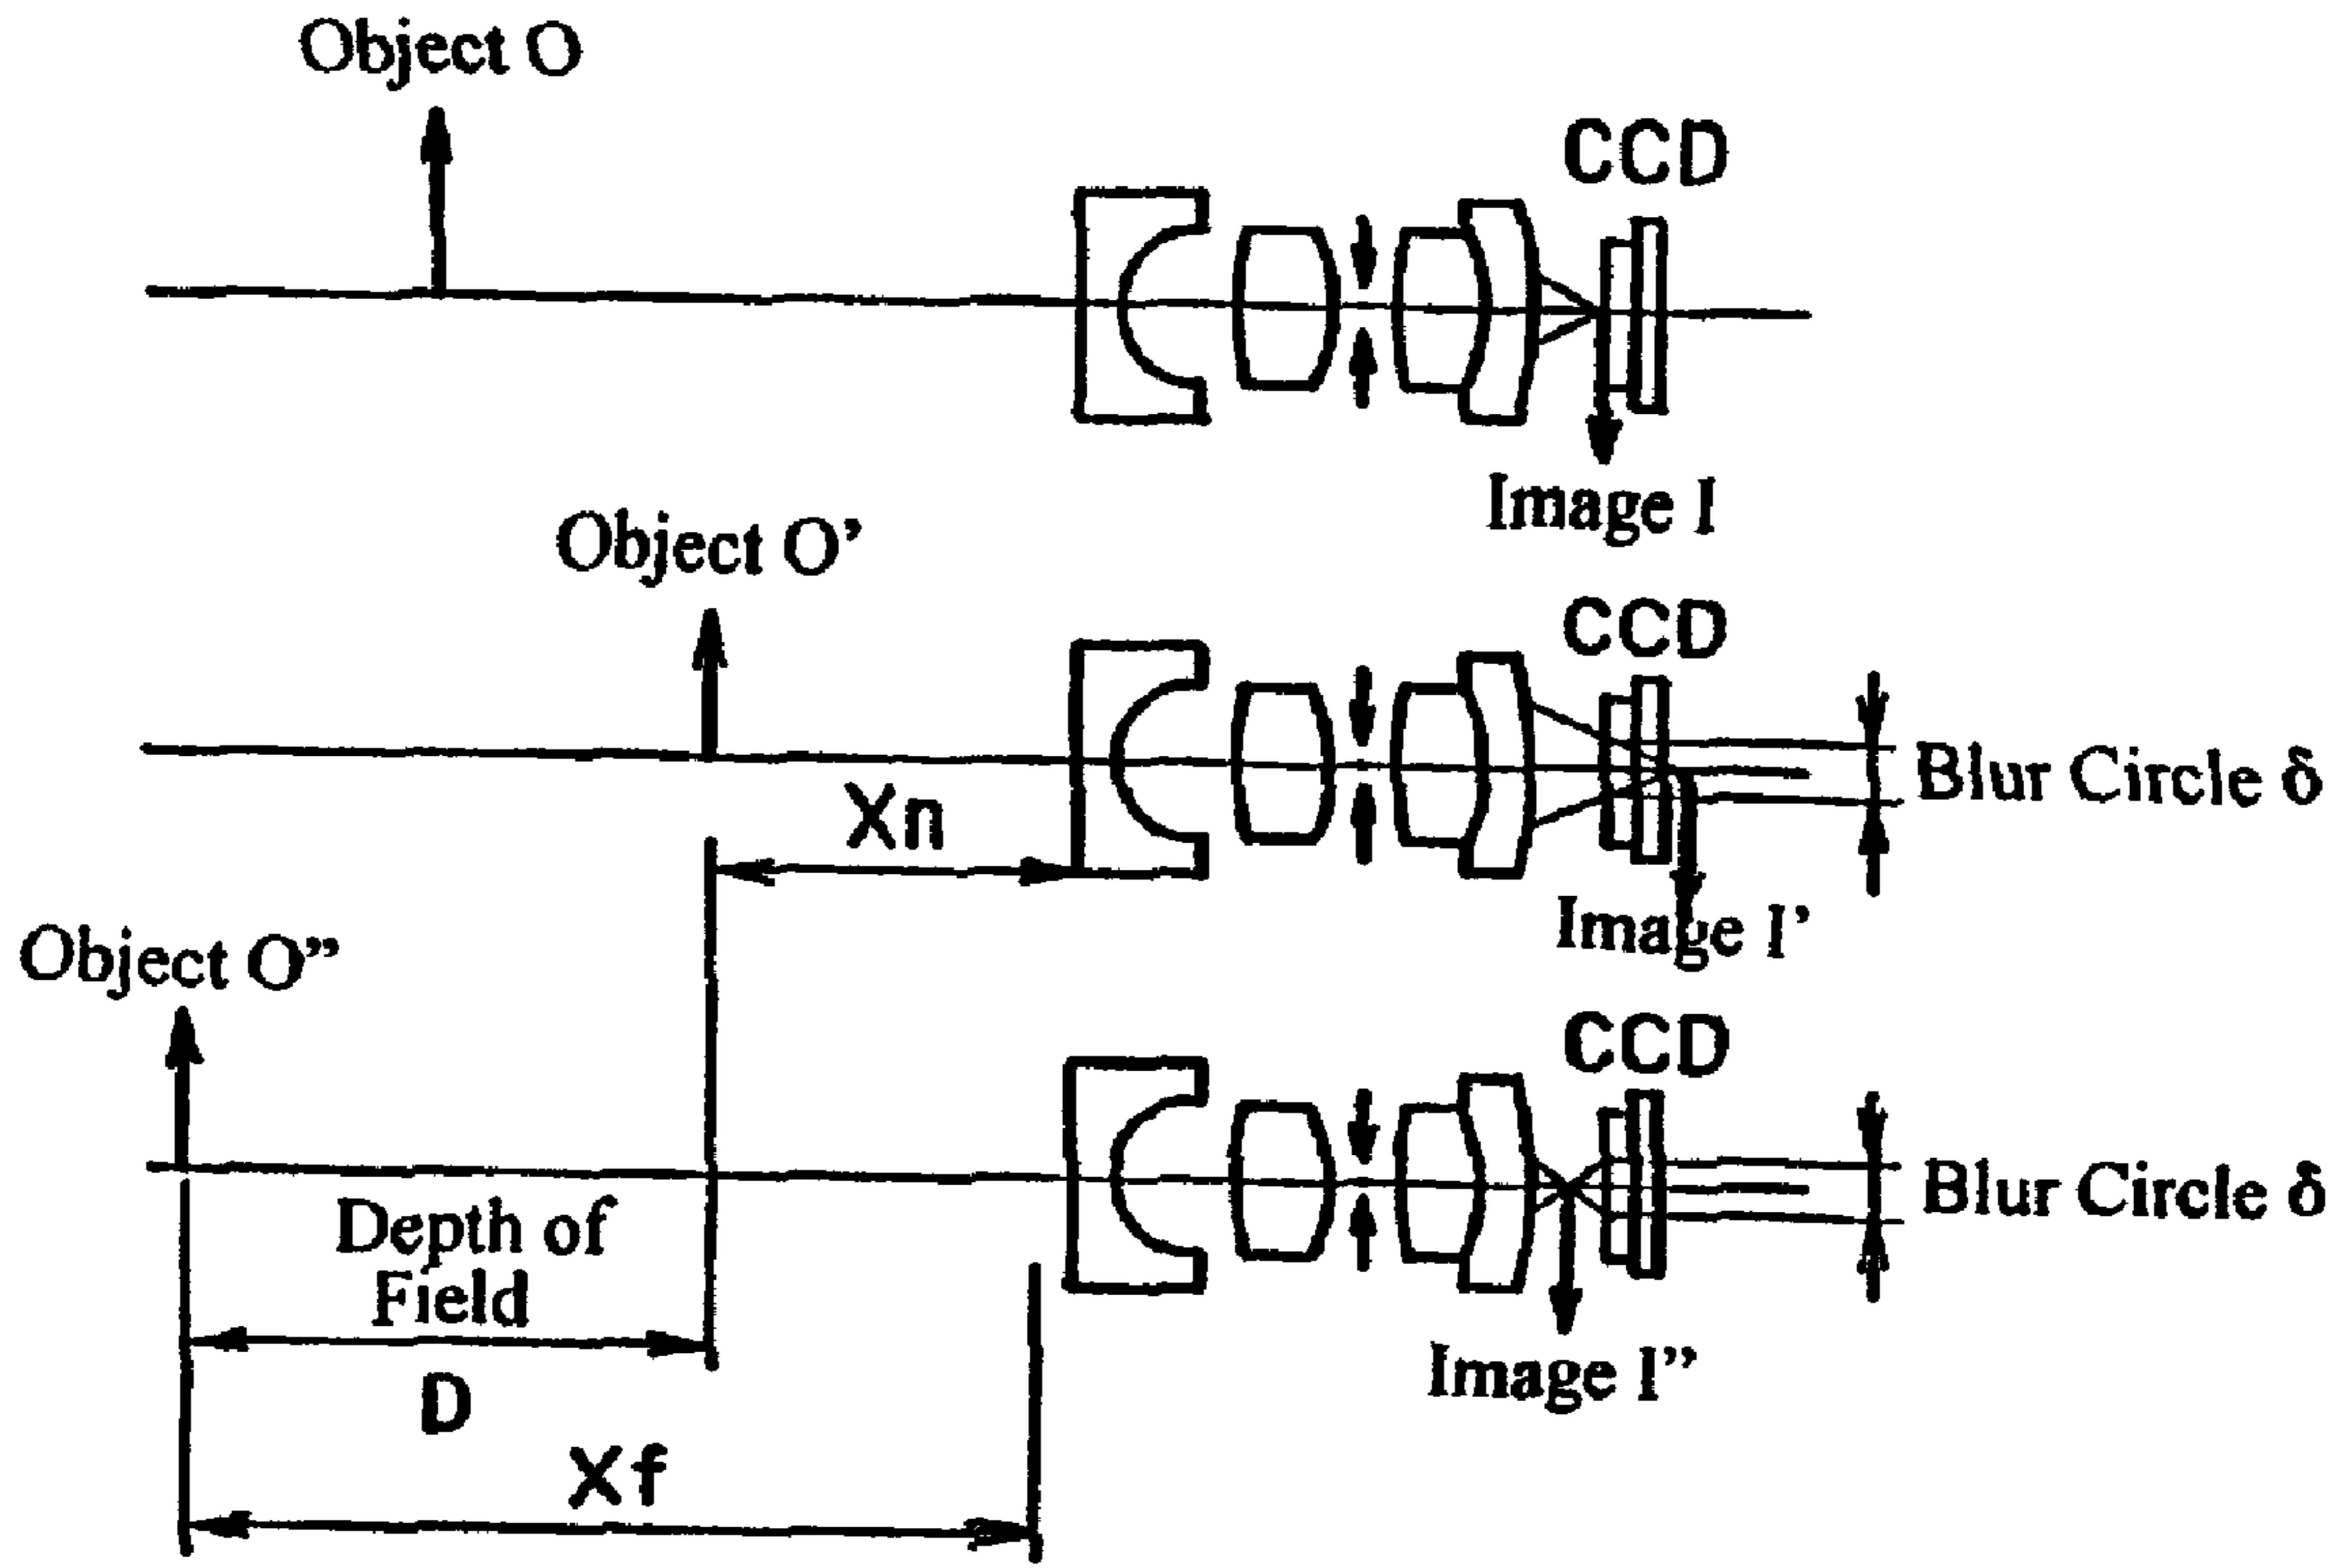 Object O
CCD
Image I
Object O’
CCD
Blur Circle δ
Xn
Image I’
Object O”
CCD
Blur Circle δ
Depth of
Field
Image I”
D
Xf